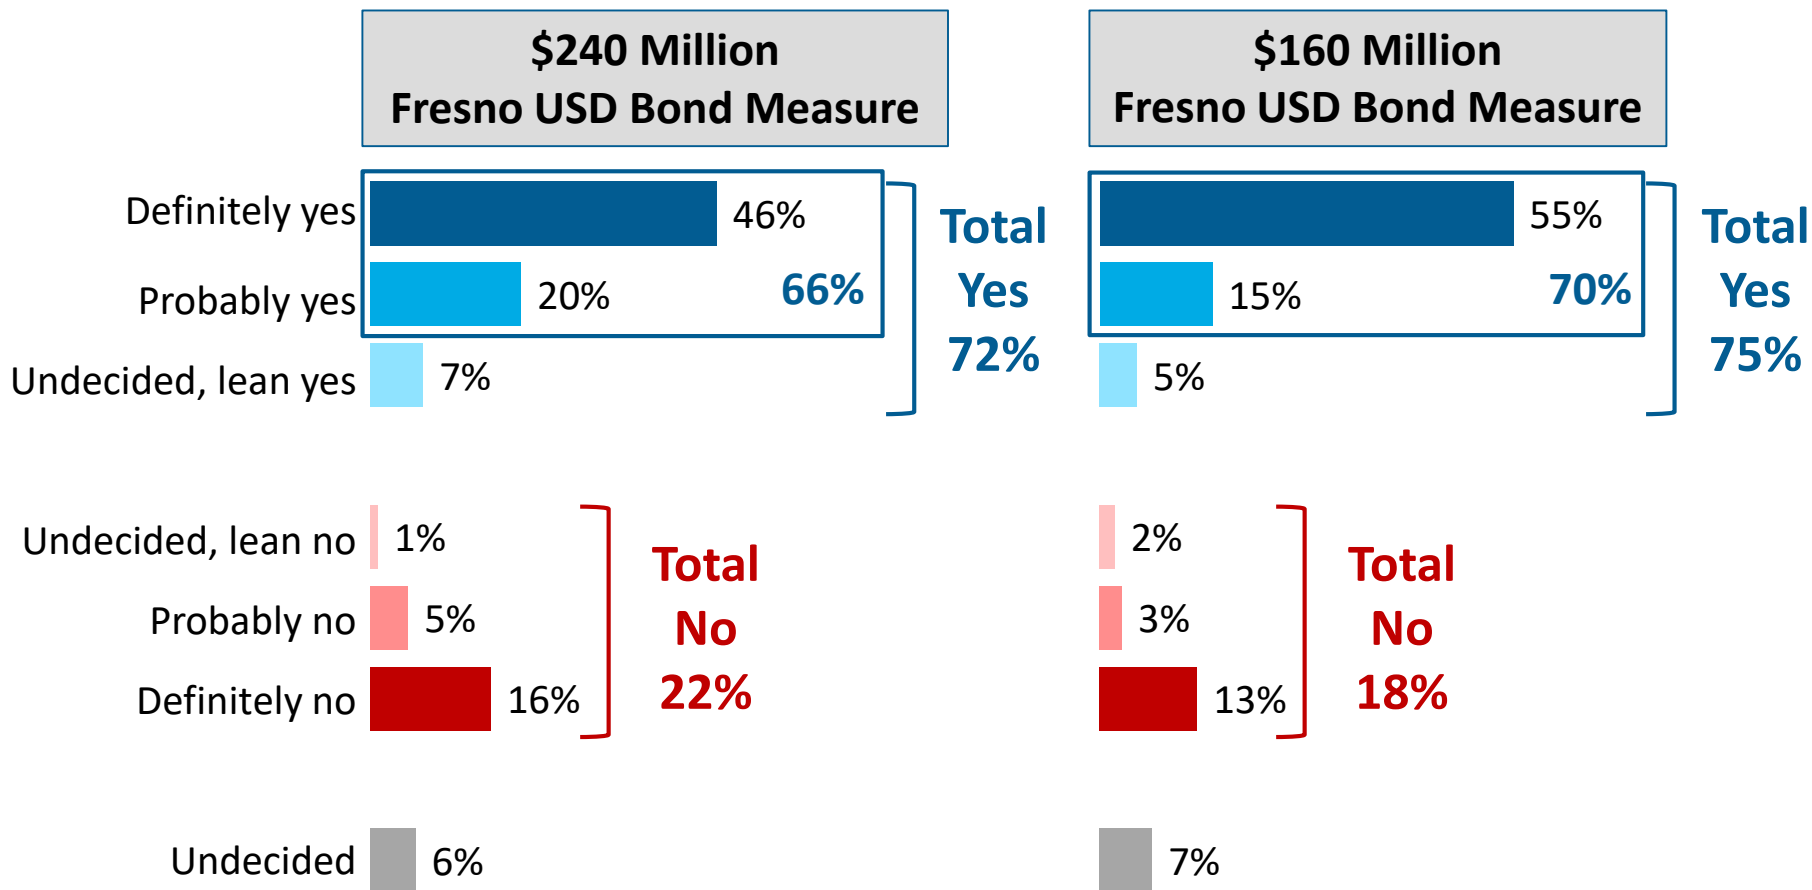 $240 Million
Fresno USD Bond Measure
$160 Million
Fresno USD Bond Measure
Definitely yes
46%
55%
Probably yes
20%
66%
15%
70%
Undecided, lean yes
7%
5%
Total
Yes
72%
Total
Yes
75%
Undecided, lean no
1%
2%
Probably no
5%
3%
Definitely no
16%
13%
Total
No
22%
Total
No
18%
Undecided
6%
7%